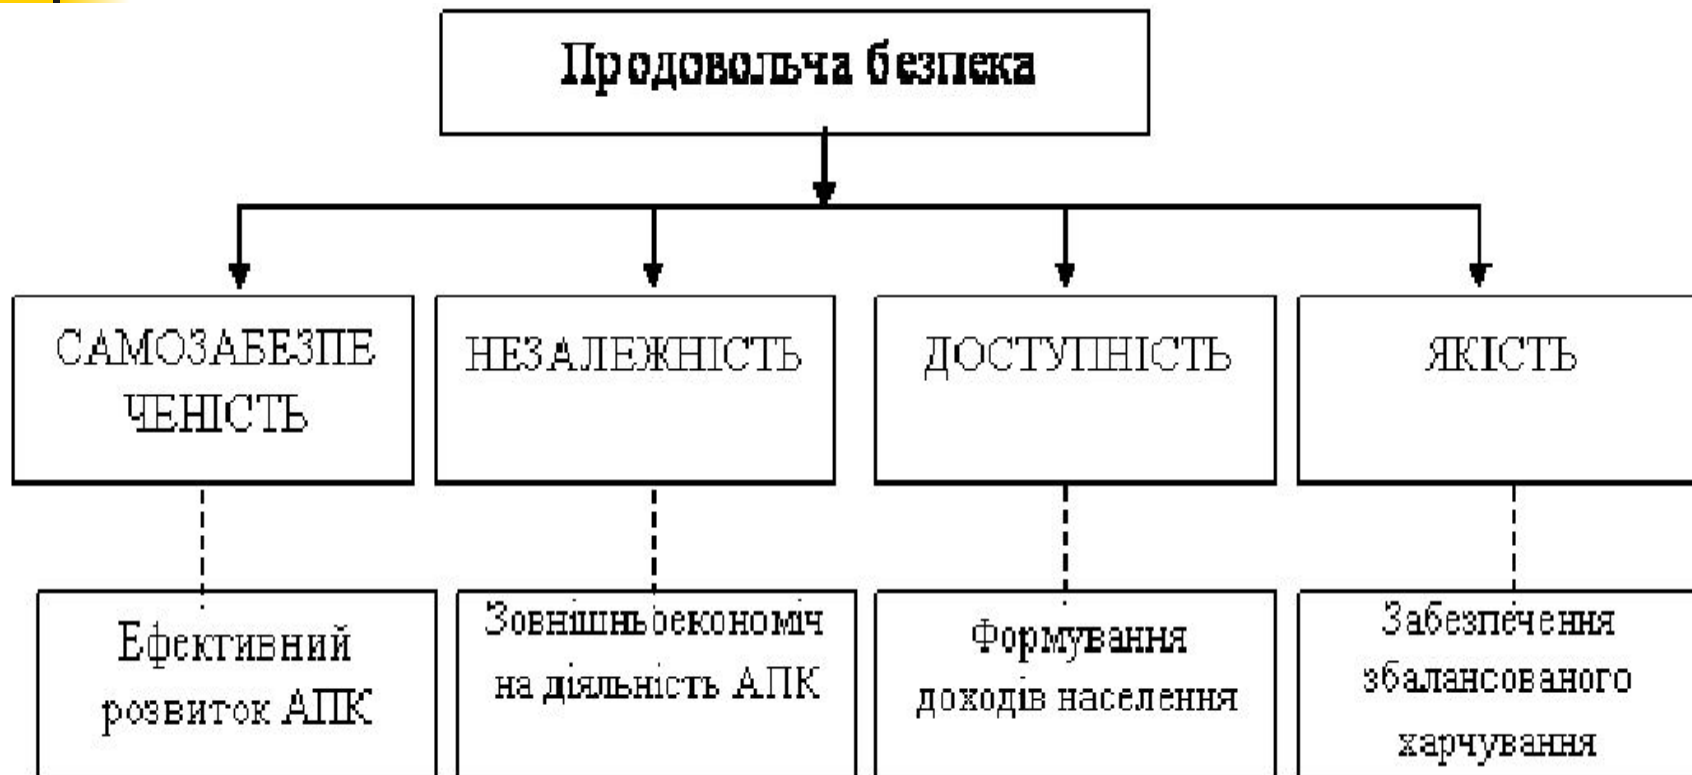 Продовольча безпека
САМОЗАБЕЗПЕ
ЧЕНІСТЬ
НЕЗАЛЕЖНІСТЬ
ДОСТУПНІСТЬ
ЯКІСТЬ
Ефективний
розвиток АПК
Зовнішньоекономіч
на діяльність АПК
Формування
доходів населення
Забезпечення
збалансованого
харчування